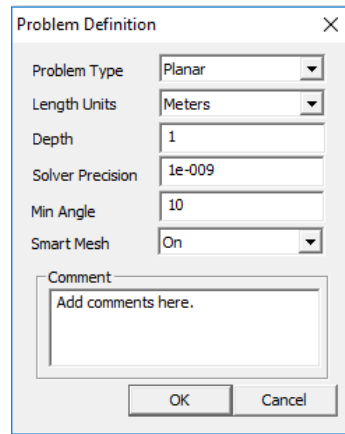 Problem Definition
Problem Type Planar
Length Units Meters
Depth 1
Solver Precision 1e-009
Min Angle 10
Smart Mesh On
Comment
Add comments here.
OK Cancel